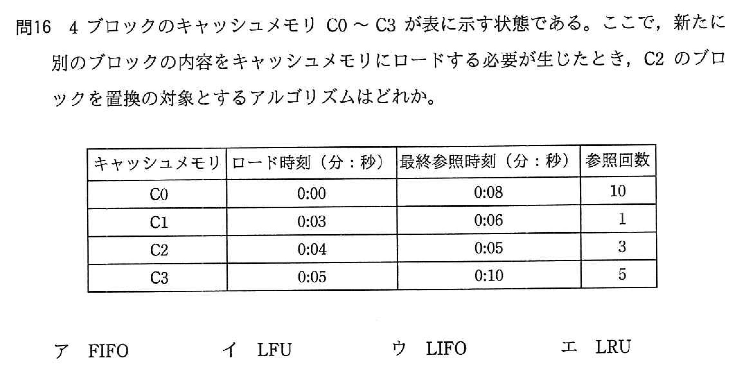 問16 4 ブロックのキャッシュメモリ C0 ~ C3 が表に示す状態である。ここで，新たに
別のブロックの内容をキャッシュメモリにロードする必要が生じたとき，C2 のブロ
ックを置換の対象とするアルゴリズムはどれか。
キャッシュメモリ ロード時刻（分：秒） 最終参照時刻（分：秒） 参照回数
C0 0:00 0:08 10
C1 0:03 0:06 1
C2 0:04 0:05 3
C3 0:05 0:10 5
ア FIFO イ LFU ウ LIFO エ LRU